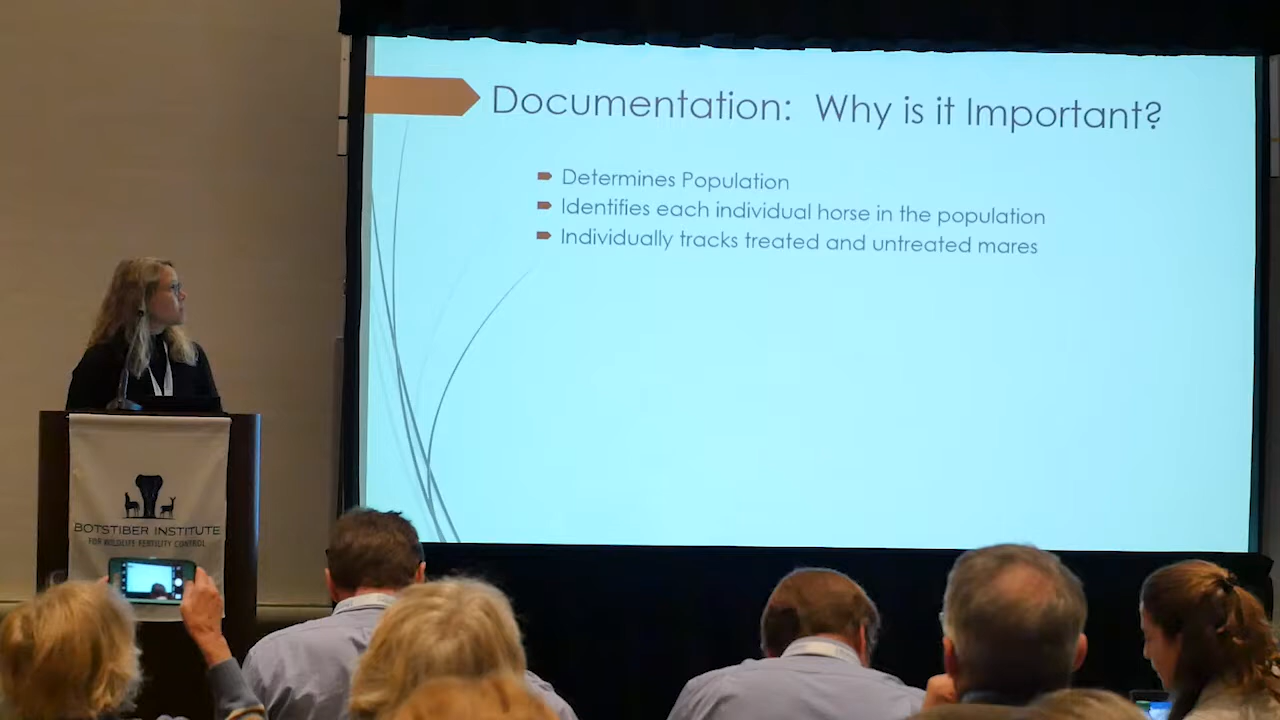 Documentation:  Why is it Important?
Determines Population
Identifies each individual horse in the population
Individually tracks treated and untreated mares
BOTSTIBER INSTITUTE
FOR WILDLIFE FERTILITY CONTROL